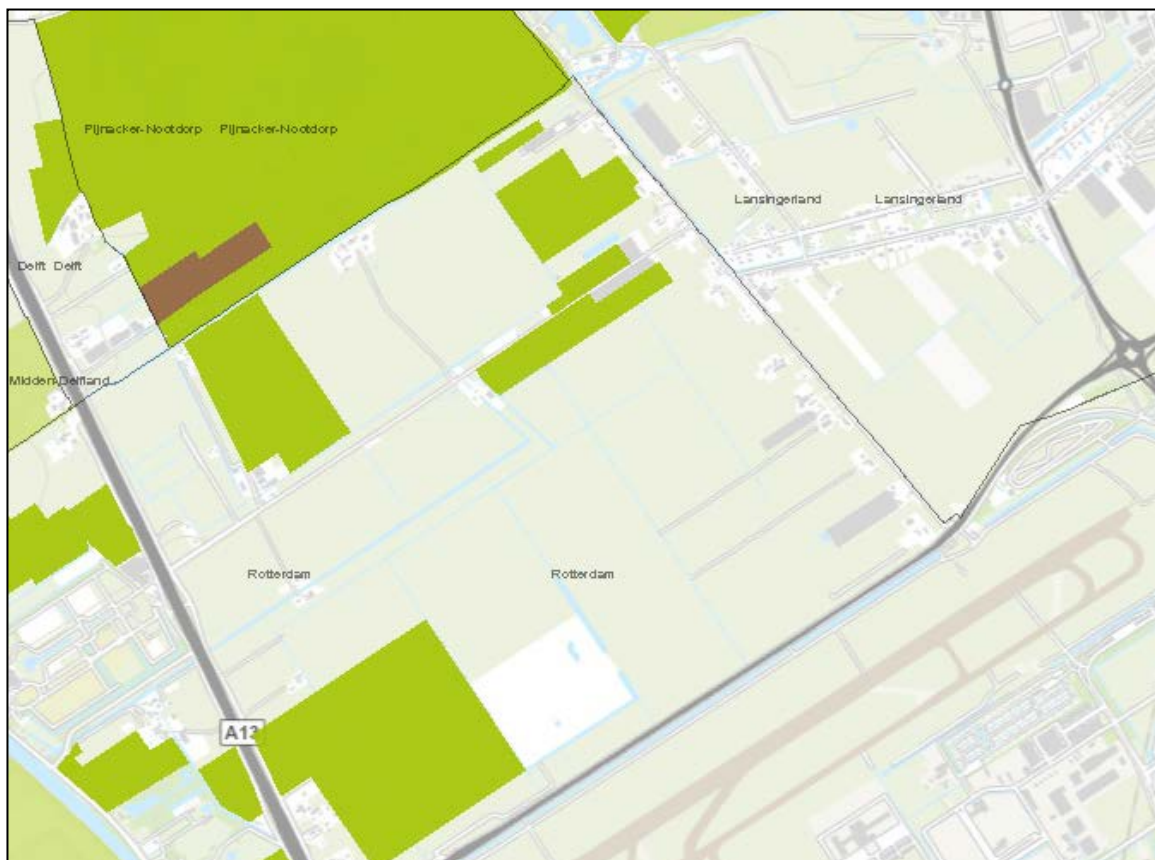 Pijnacker-Nootdorp Pijnacker-Nootdorp
Lansingerland Lansingerland
Delft Delft
Midden-Delfland
Rotterdam Rotterdam
A13